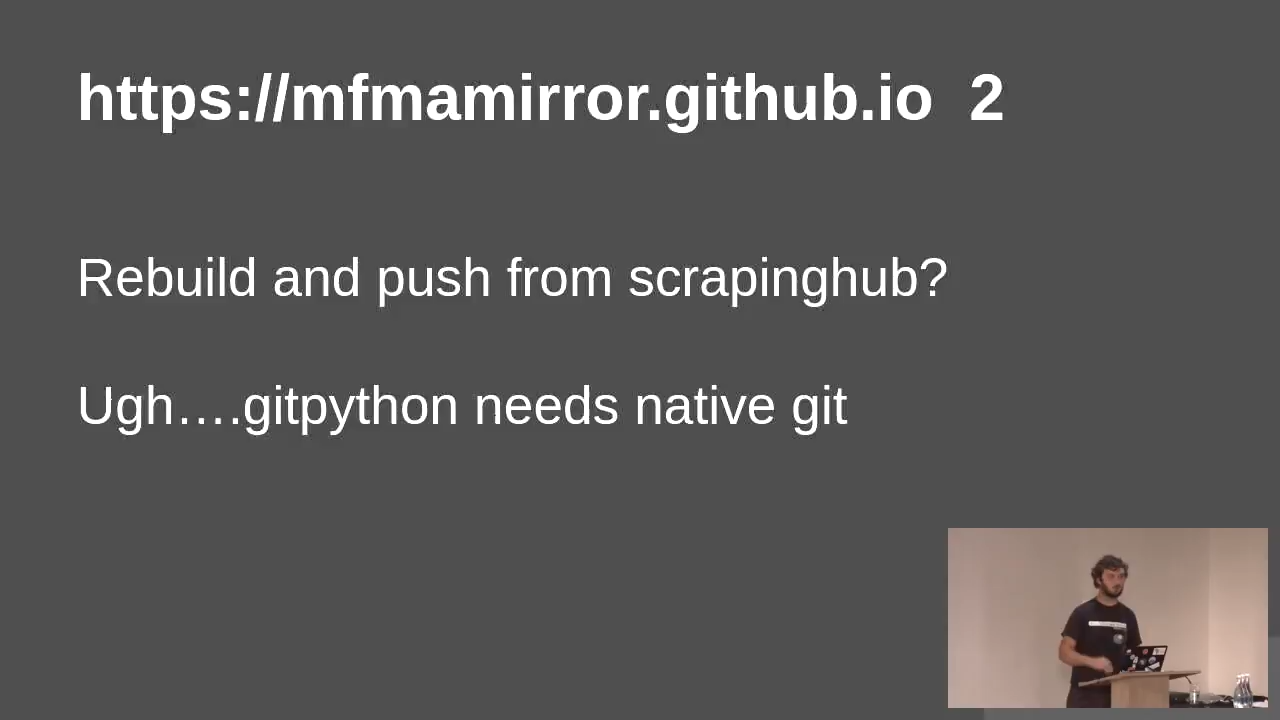 https://mfmamirror.github.io 2
Rebuild and push from scrapinghub?
Ugh….gitpython needs native git